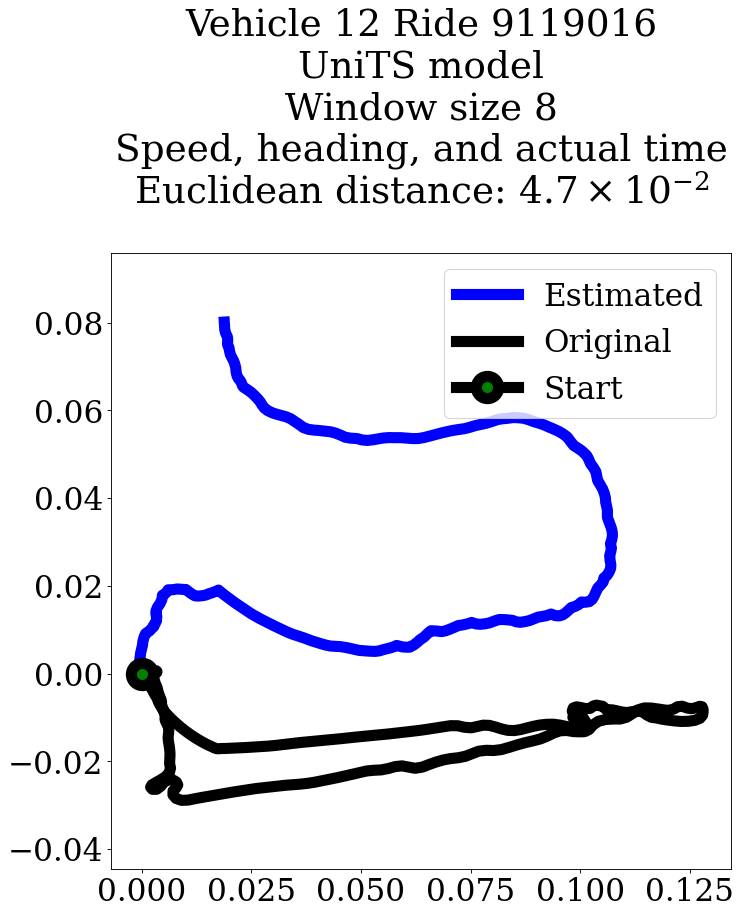 Vehicle 12 Ride 9119016
UniTS model
Window size 8
Speed, heading, and actual time
Euclidean distance: 4.7 × 10⁻²
Estimated
Original
Start
0.08
0.06
0.04
0.02
0.00
−0.02
−0.04
0.000 0.025 0.050 0.075 0.100 0.125